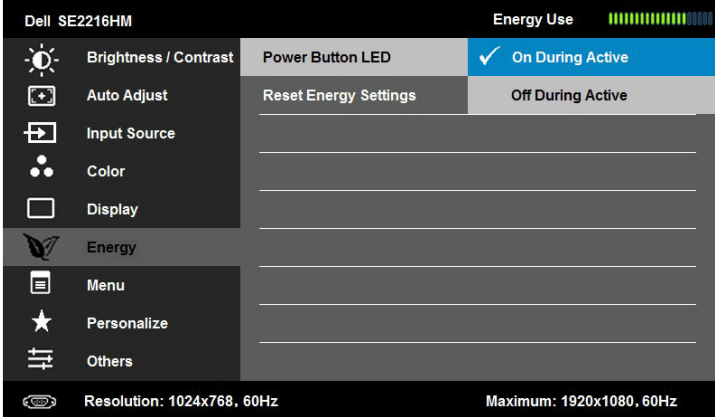 Dell SE2216HM Energy Use
Brightness / Contrast Power Button LED On During Active
Auto Adjust Reset Energy Settings Off During Active
Input Source
Color
Display
Energy
Menu
Personalize
Others
Resolution: 1024x768, 60Hz Maximum: 1920x1080, 60Hz